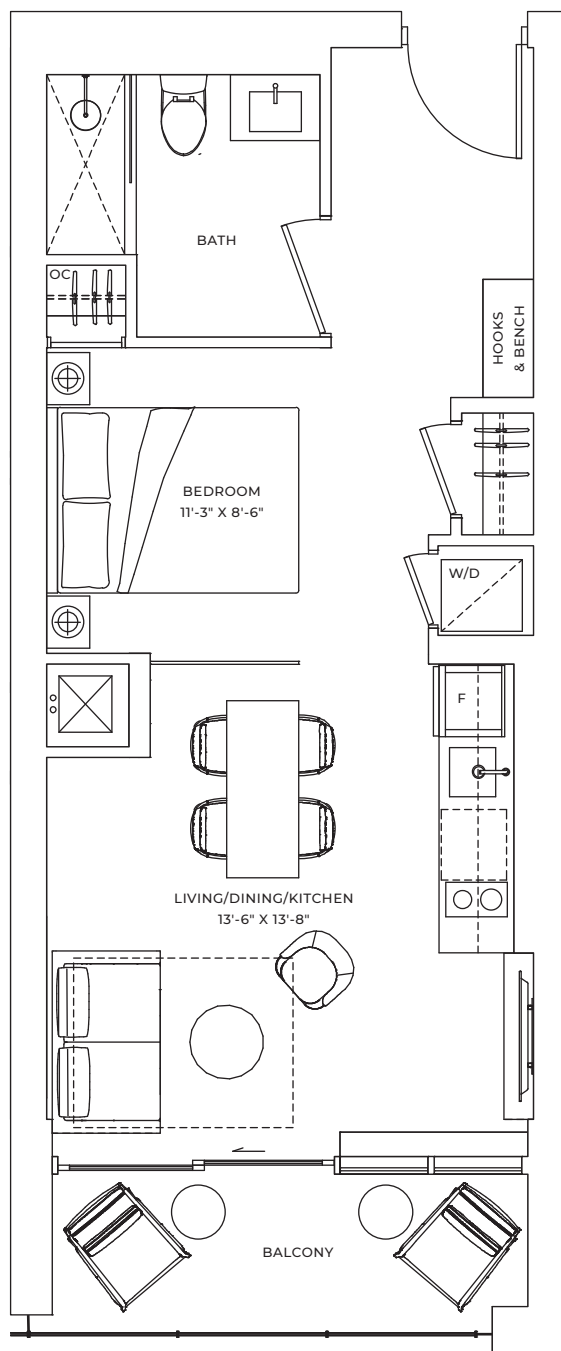 BATH
OC
HOOKS
& BENCH
BEDROOM
11'-3" X 8'-6"
W/D
F
LIVING/DINING/KITCHEN
13'-6" X 13'-8"
BALCONY